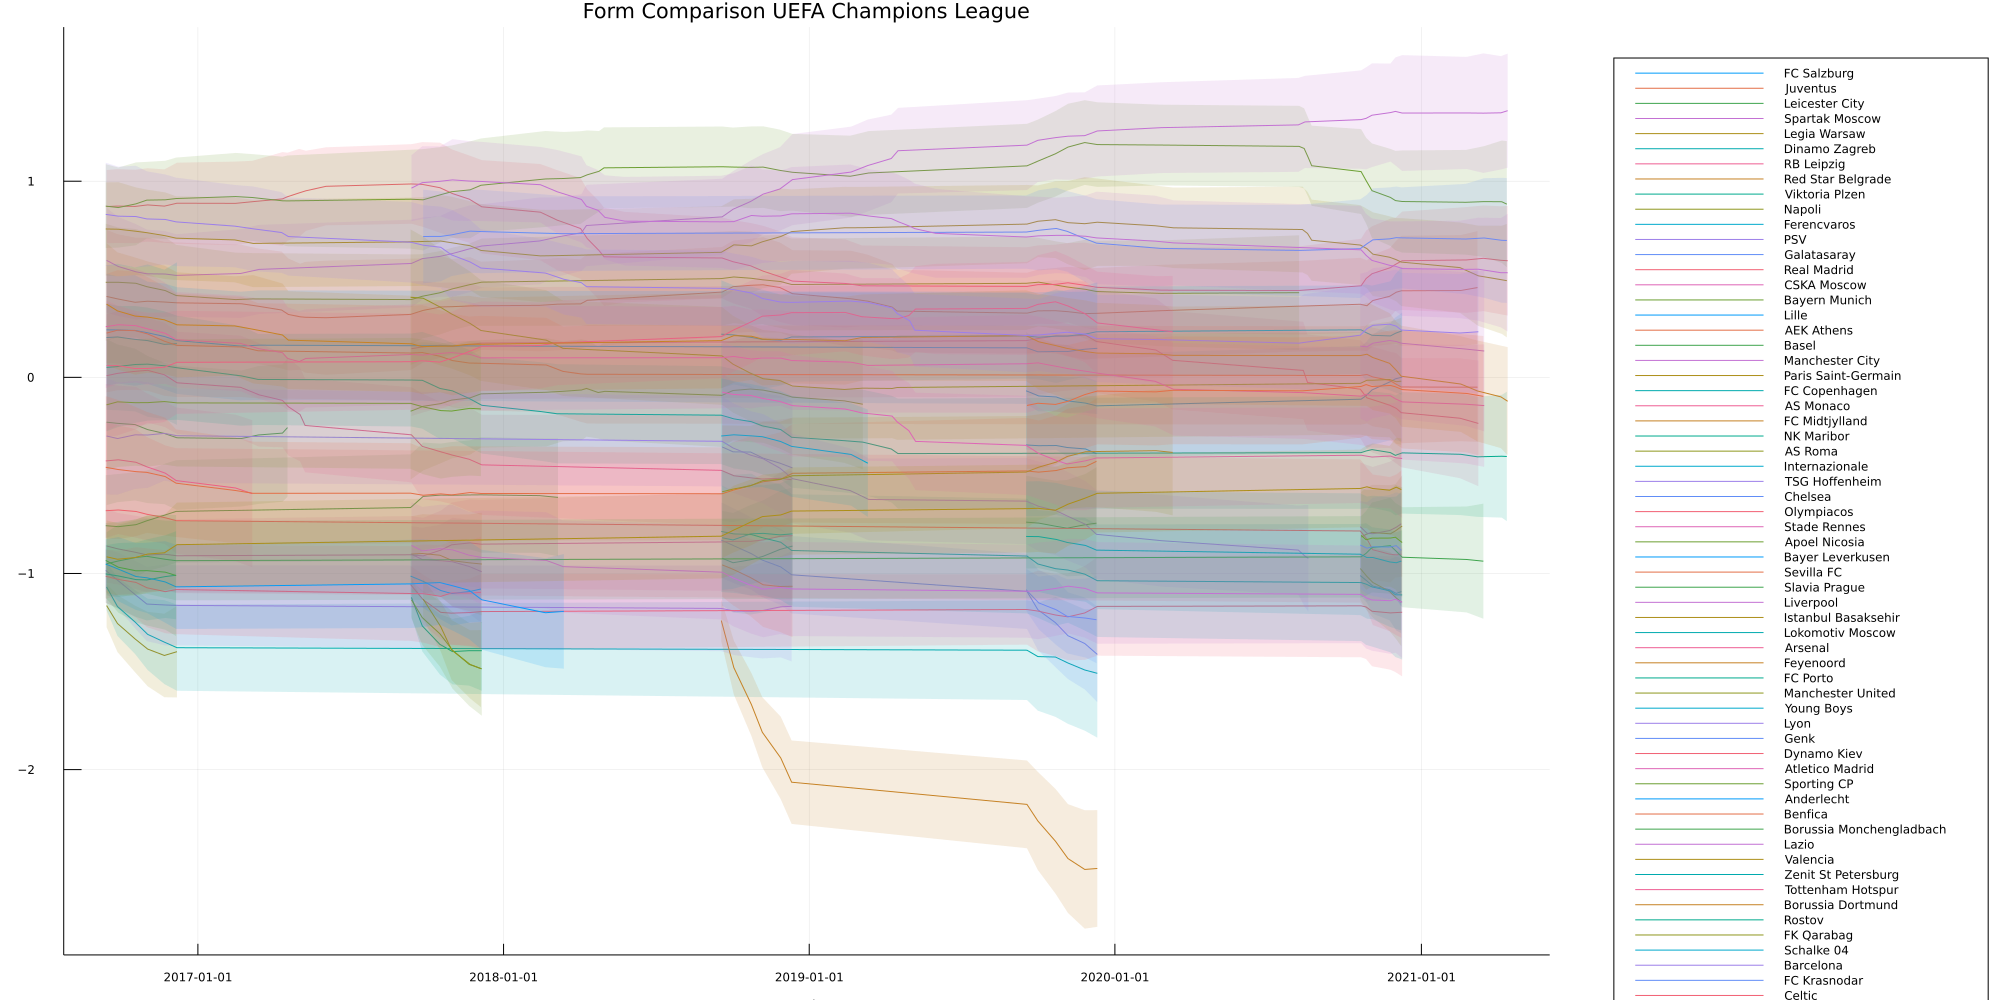 Form Comparison UEFA Champions League
1
0
−1
−2
2017-01-01
2018-01-01
2019-01-01
2020-01-01
2021-01-01
FC Salzburg
Juventus
Leicester City
Spartak Moscow
Legia Warsaw
Dinamo Zagreb
RB Leipzig
Red Star Belgrade
Viktoria Plzen
Napoli
Ferencvaros
PSV
Galatasaray
Real Madrid
CSKA Moscow
Bayern Munich
Lille
AEK Athens
Basel
Manchester City
Paris Saint-Germain
FC Copenhagen
AS Monaco
FC Midtjylland
NK Maribor
AS Roma
Internazionale
TSG Hoffenheim
Chelsea
Olympiacos
Stade Rennes
Apoel Nicosia
Bayer Leverkusen
Sevilla FC
Slavia Prague
Liverpool
Istanbul Basaksehir
Lokomotiv Moscow
Arsenal
Feyenoord
FC Porto
Manchester United
Young Boys
Lyon
Genk
Dynamo Kiev
Atletico Madrid
Sporting CP
Anderlecht
Benfica
Borussia Monchengladbach
Lazio
Valencia
Zenit St Petersburg
Tottenham Hotspur
Borussia Dortmund
Rostov
FK Qarabag
Schalke 04
Barcelona
FC Krasnodar
Celtic